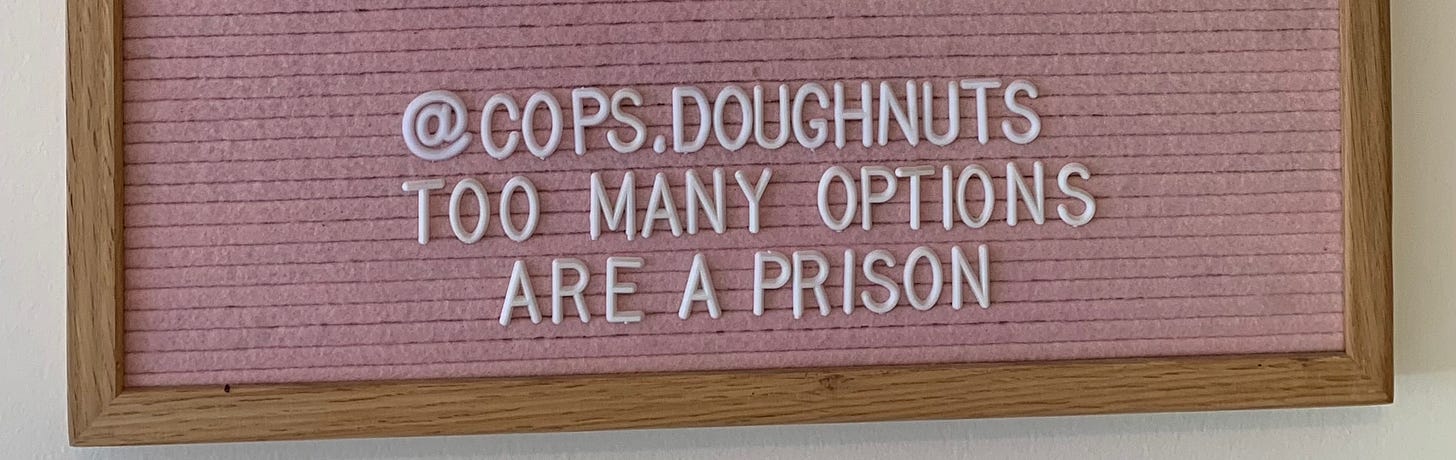 @COPS.DOUGHNUTS
TOO MANY OPTIONS
ARE A PRISON